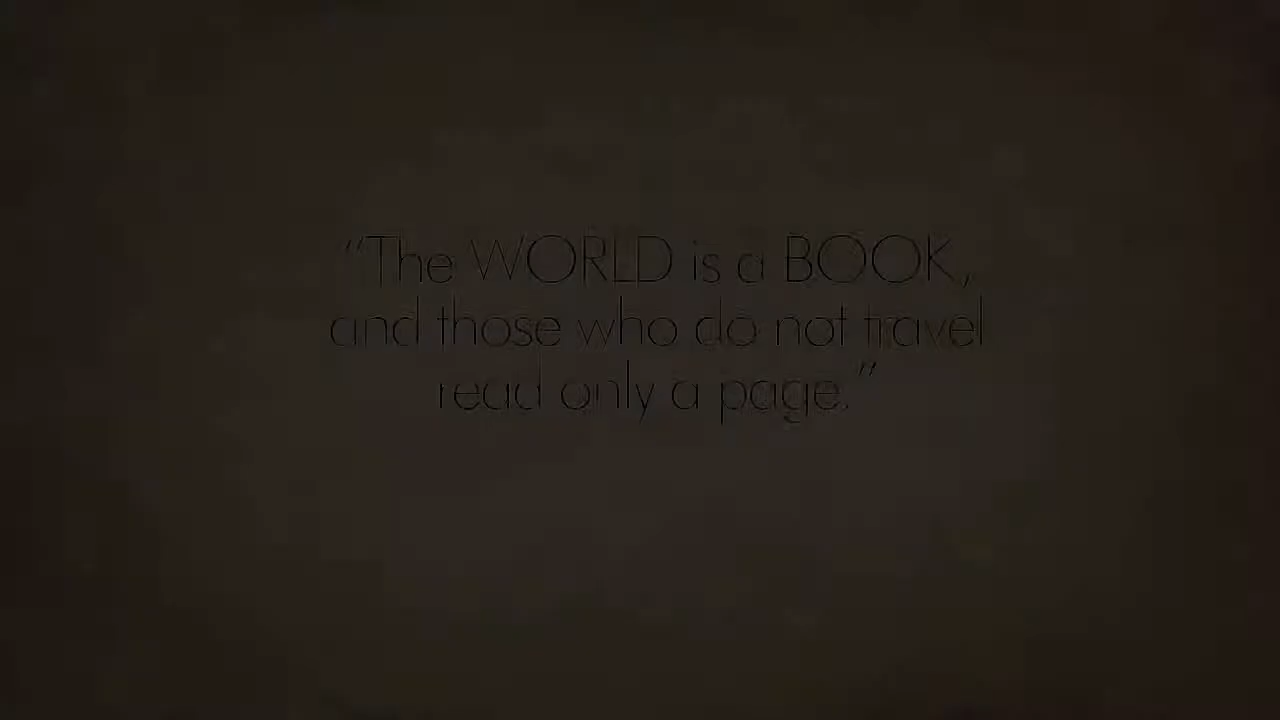 “The WORLD is a BOOK,
and those who do not travel
read only a page.”